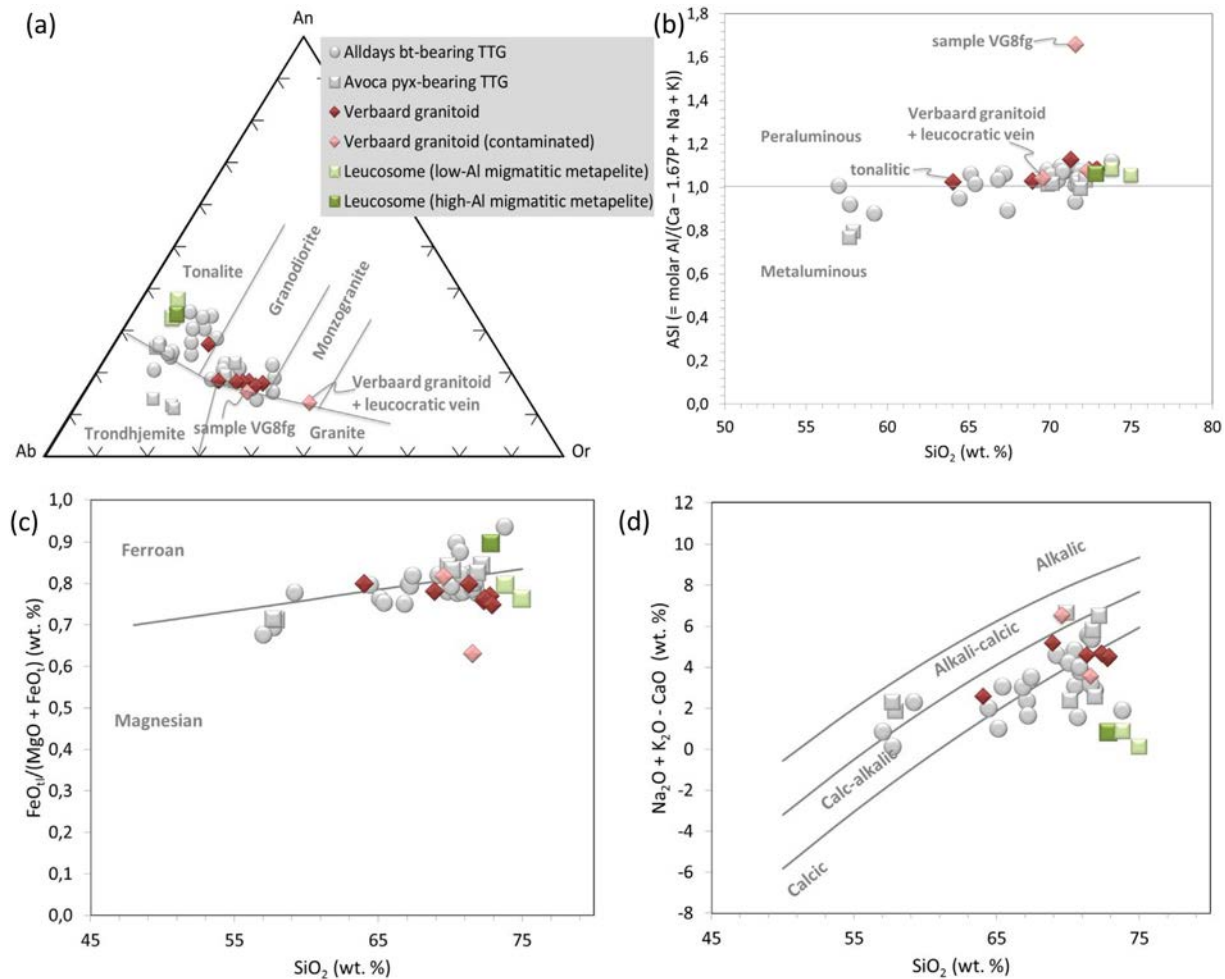 (a)
An
Alldays bt-bearing TTG
Avoca pyx-bearing TTG
Verbaard granitoid
Verbaard granitoid (contaminated)
Leucosome (low-Al migmatitic metapelite)
Leucosome (high-Al migmatitic metapelite)
Tonalite
Granodiorite
Monzogranite
Verbaard granitoid
+ leucocratic vein
sample VG8fg
Trondhjemite
Granite
Ab
Or
(b)
ASI (= molar Al/(Ca – 1.67P + Na + K))
1,8
1,6
1,4
1,2
1,0
0,8
0,6
0,4
0,2
0,0
sample VG8fg
Peraluminous
Verbaard granitoid
+ leucocratic vein
tonalitic
Metaluminous
50
55
60
65
70
75
80
SiO2 (wt. %)
(c)
1,0
0,9
0,8
0,7
0,6
0,5
0,4
0,3
0,2
0,1
0,0
Ferroan
Magnesian
45
55
65
75
SiO2 (wt. %)
(d)
Na2O + K2O - CaO (wt. %)
12
10
8
6
4
2
0
-2
-4
-6
-8
Alkalic
Alkali-calcic
Calc-alkalic
Calcic
45
55
65
75
SiO2 (wt. %)